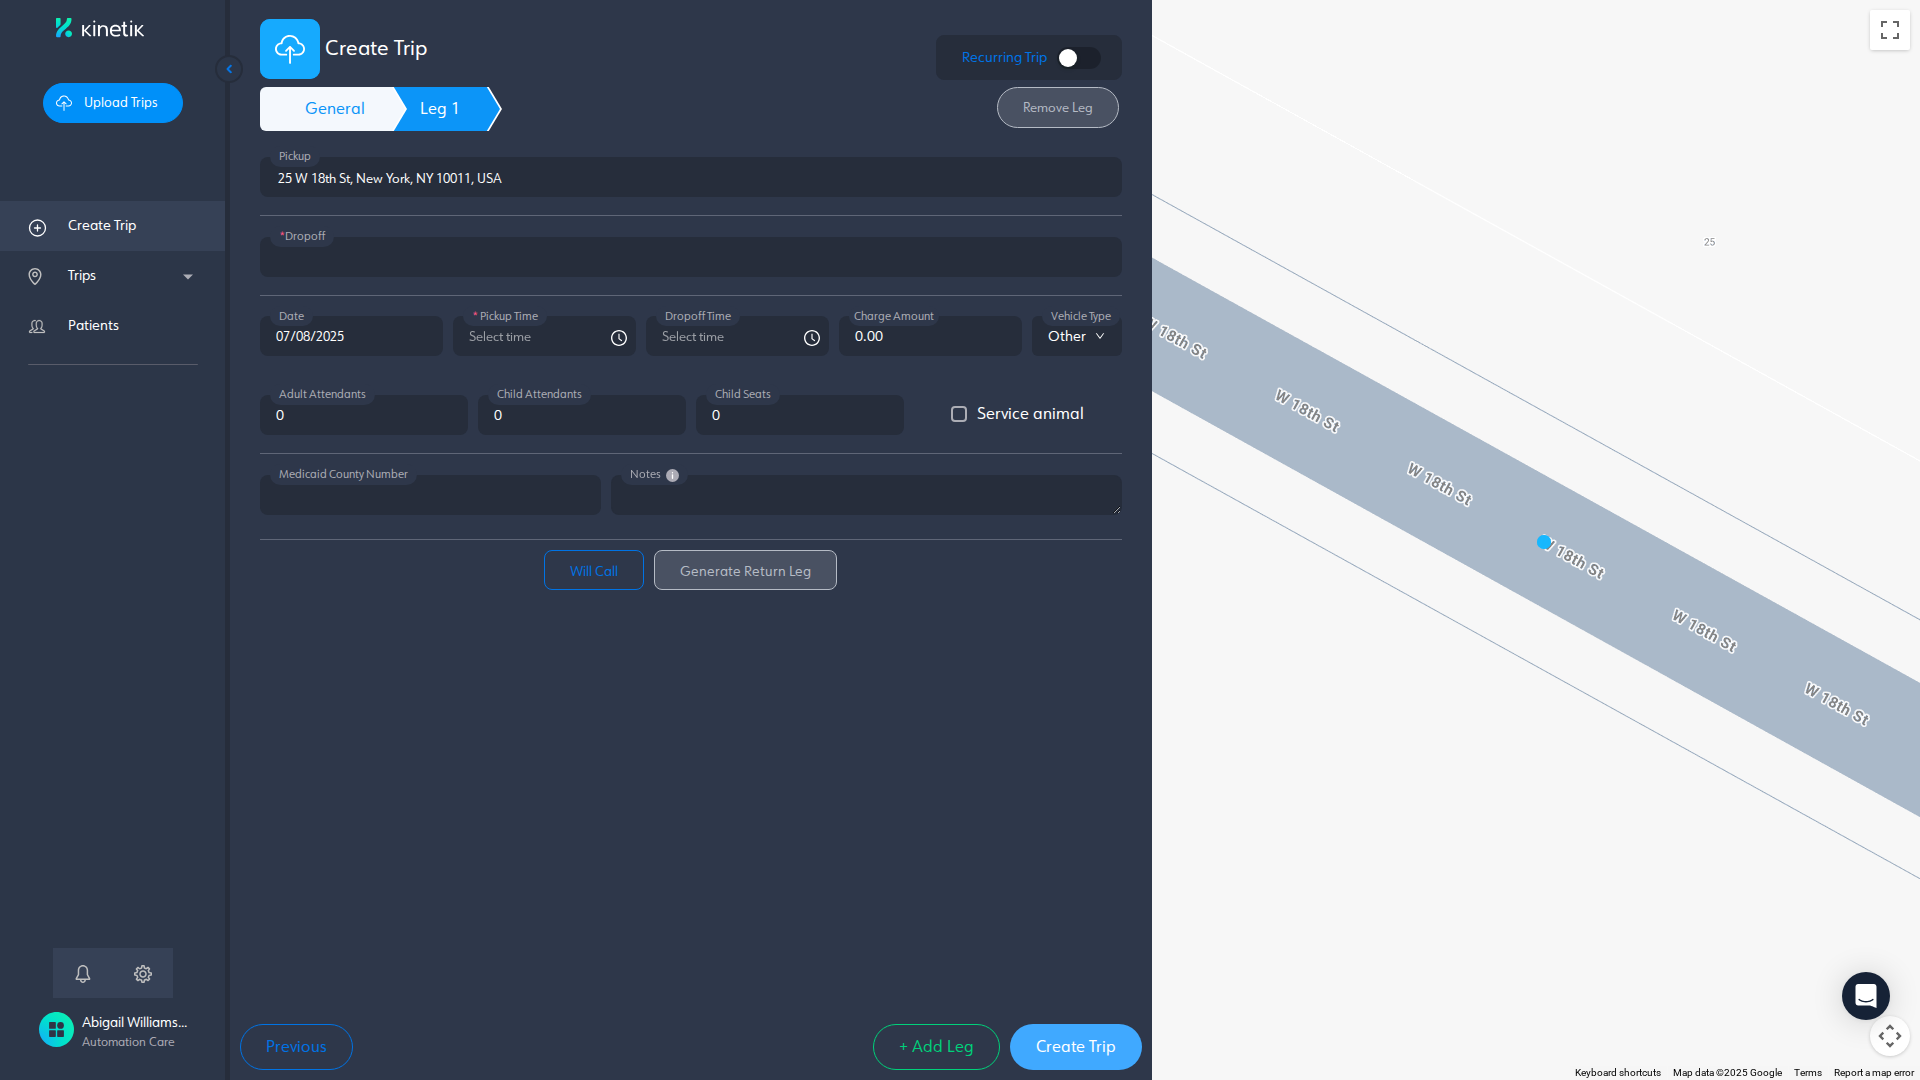 kinetik
Upload Trips
Create Trip
Trips
Patients
Abigail Williams...
Automation Care
Create Trip
Recurring Trip
General
Leg 1
Remove Leg
Pickup
25 W 18th St, New York, NY 10011, USA
*Dropoff
Date
07/08/2025
* Pickup Time
Select time
Dropoff Time
Select time
Charge Amount
0.00
Vehicle Type
Other
Adult Attendants
0
Child Attendants
0
Child Seats
0
Service animal
Medicaid County Number
Notes
Will Call
Generate Return Leg
Previous
+ Add Leg
Create Trip
25
W 18th St
W 18th St
W 18th St
W 18th St
W 18th St
W 18th St
Keyboard shortcuts
Map data ©2025 Google
Terms
Report a map error